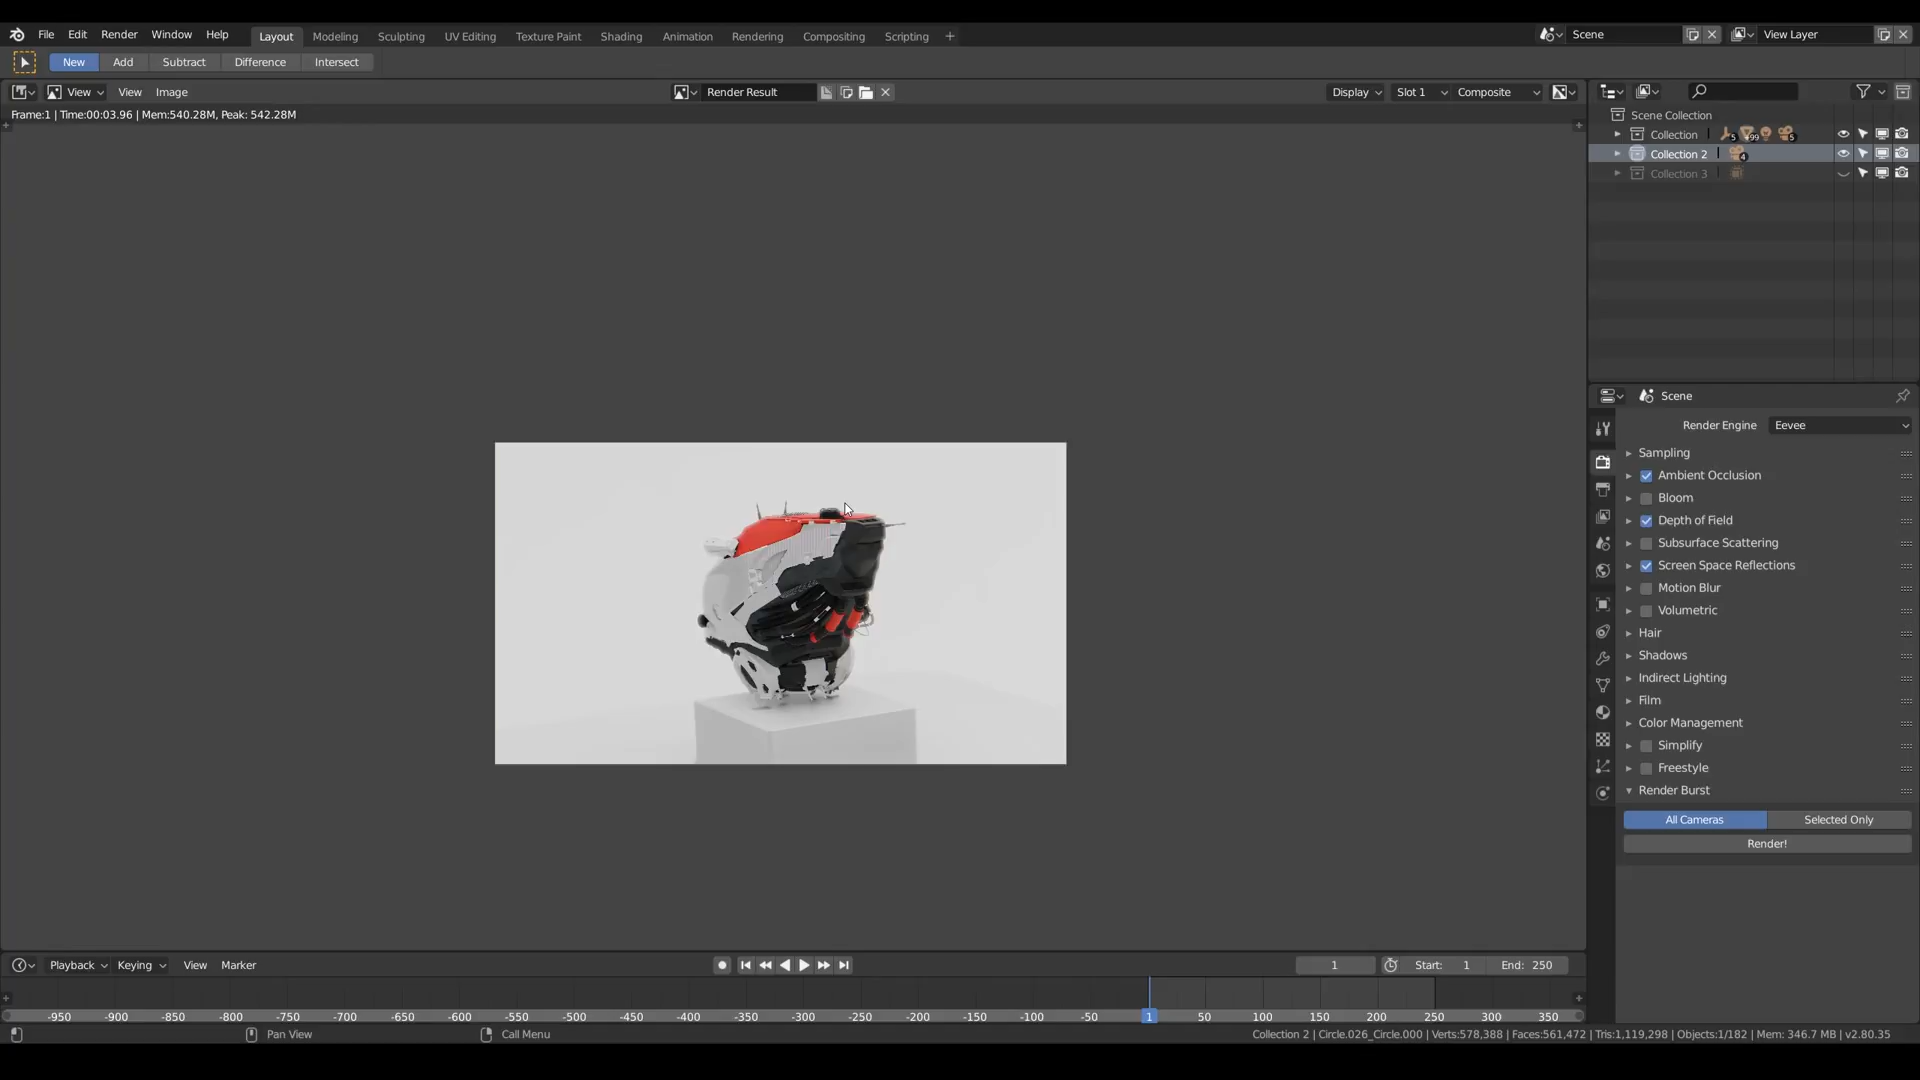 File Edit Render Window Help Layout Modeling Sculpting UV Editing Texture Paint Shading Animation Rendering Compositing Scripting + Scene View Layer
New Add Subtract Difference Intersect
View View Image Render Result Display Slot 1 Composite
Frame:1 | Time:00:03.96 | Mem:540.28M, Peak: 542.28M
Scene Collection
Collection 5 99 5
Collection 2 4
Collection 3
Scene
Render Engine Eevee
Sampling
Ambient Occlusion
Bloom
Depth of Field
Subsurface Scattering
Screen Space Reflections
Motion Blur
Volumetric
Hair
Shadows
Indirect Lighting
Film
Color Management
Simplify
Freestyle
Render Burst
All Cameras Selected Only
Render!
Playback Keying View Marker 1 Start: 1 End: 250
-950 -900 -850 -800 -750 -700 -650 -600 -550 -500 -450 -400 -350 -300 -250 -200 -150 -100 -50 1 50 100 150 200 250 300 350
Pan View Call Menu Collection 2 | Circle.026_Circle.000 | Verts:578,388 | Faces:561,472 | Tris:1,119,298 | Objects:1/182 | Mem: 346.7 MB | v2.80.35